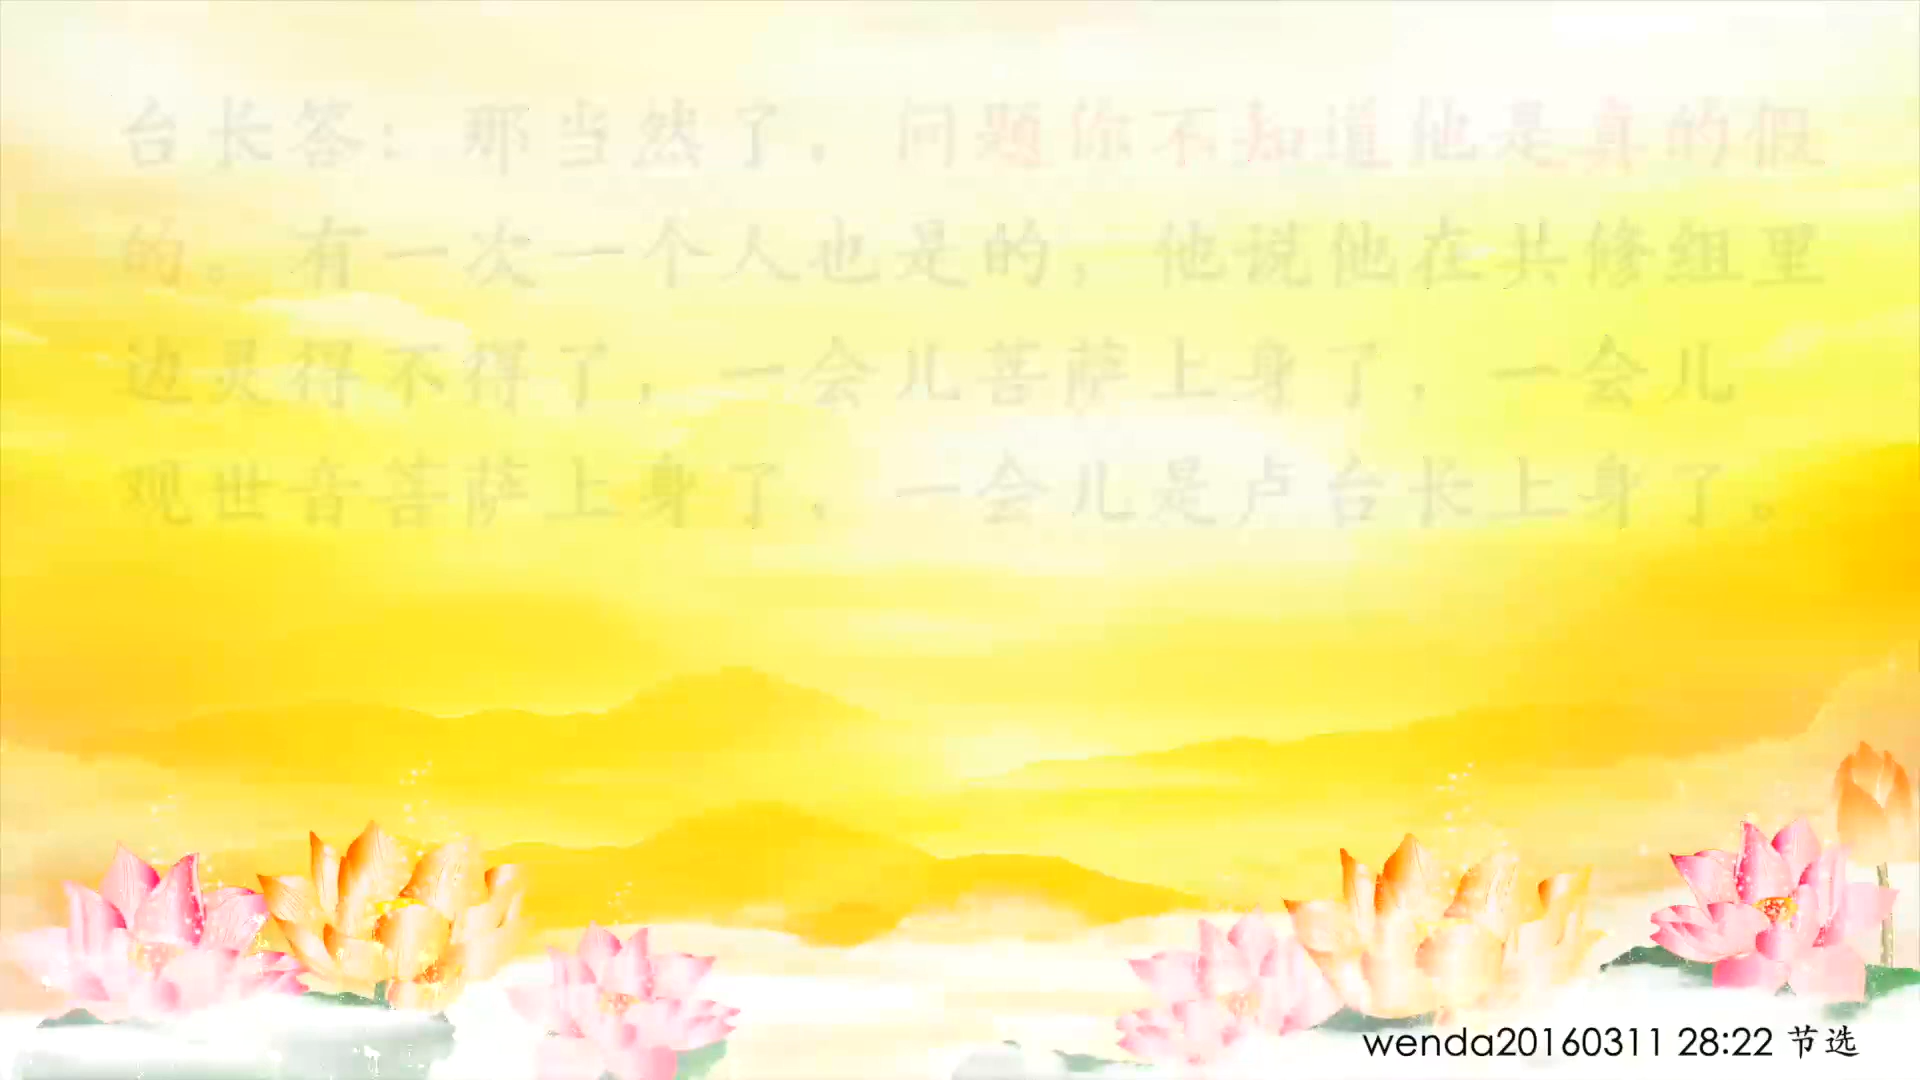 台长答：那当然了，问题你不知道他是真的假
的。有一次一个人也是的，他说他在共修组里
边灵得不得了，一会儿菩萨上身了，一会儿
观世音菩萨上身了，一会儿是卢台长上身了。
wenda20160311 28:22 节选